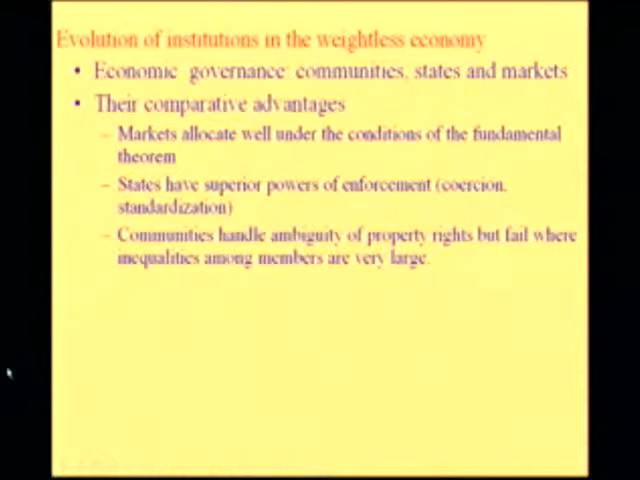 Evolution of institutions in the weightless economy
• Economic governance: communities, states and markets
• Their comparative advantages
– Markets allocate well under the conditions of the fundamental
theorem
– States have superior powers of enforcement (coercion,
standardization)
– Communities handle ambiguity of property rights but fail where
inequalities among members are very large.